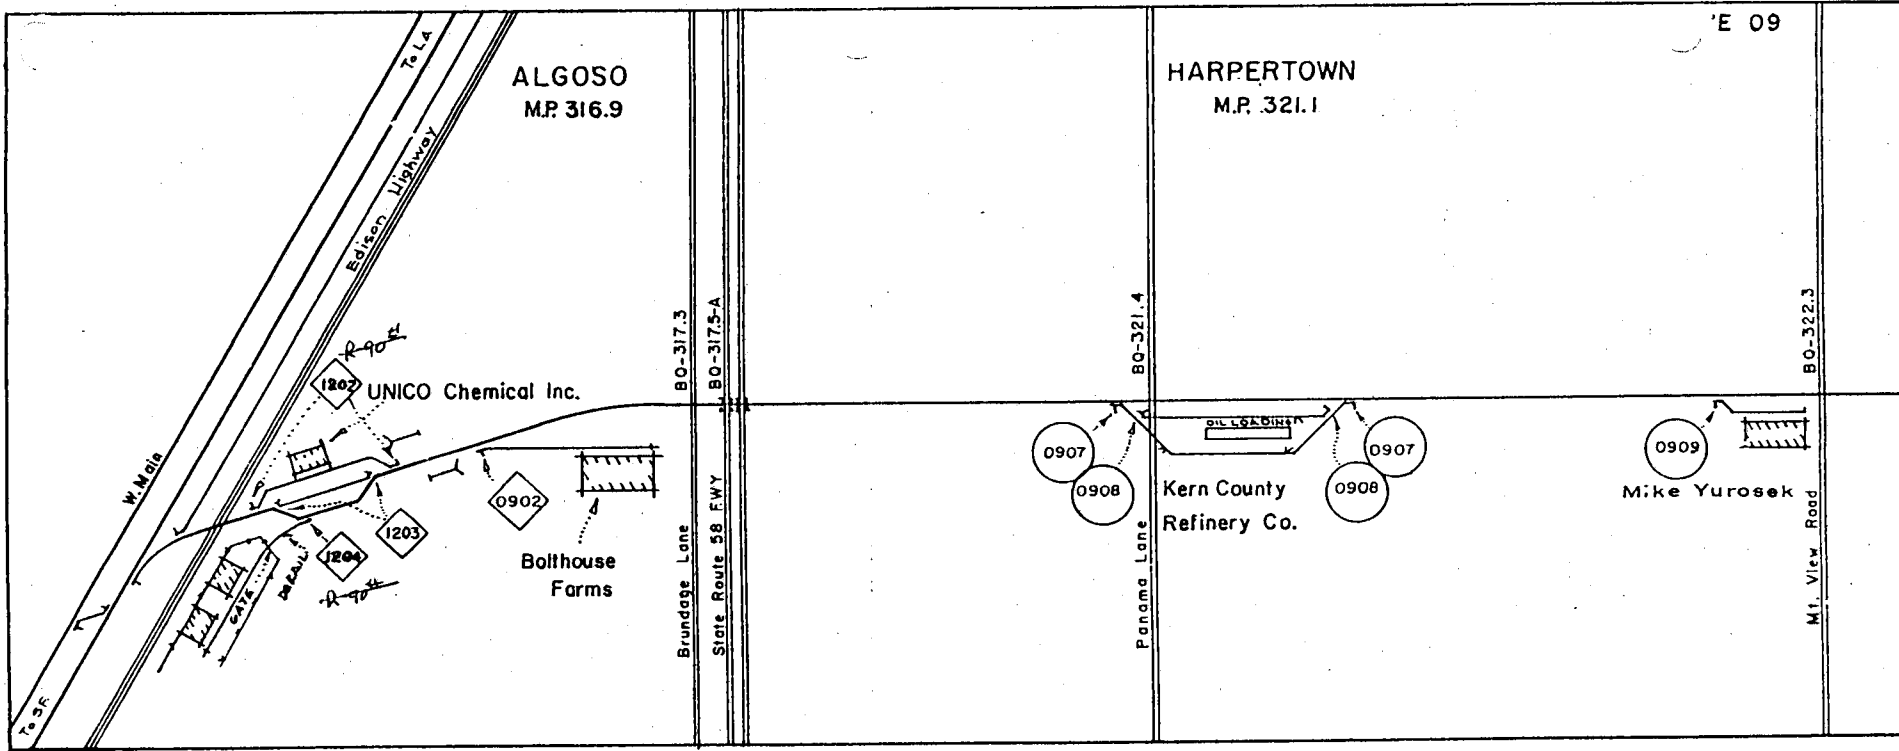 'E 09
To LA
ALGOSO
M.P. 316.9
HARPERTOWN
M.P. 321.1
Edison Highway
W. Main
To SF.
R-90 ft
1202
UNICO Chemical Inc.
BO-317.3
BO-317.5-A
BO-321.4
BO-322.3
OIL LOADING
0907
0908
0907
0908
0909
Kern County
Refinery Co.
Mike Yurosek
0902
1203
1204
Bolthouse
Farms
GATE
DERAIL
R-90 ft
Brundage Lane
State Route 58 FWY
Panama Lane
Mt. View Road